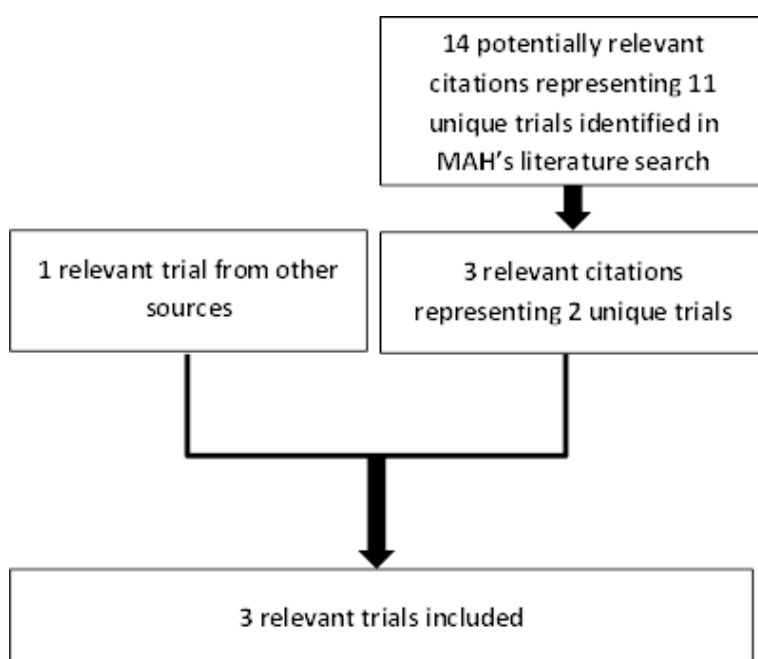 14 potentially relevant
citations representing 11
unique trials identified in
MAH's literature search
1 relevant trial from other
sources
3 relevant citations
representing 2 unique trials
3 relevant trials included